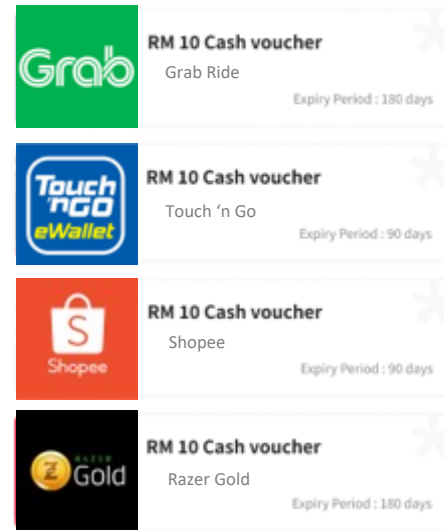 Grab
RM 10 Cash voucher
Grab Ride
Expiry Period : 180 days
Touch
'nGO
eWallet
RM 10 Cash voucher
Touch ‘n Go
Expiry Period : 90 days
S
Shopee
RM 10 Cash voucher
Shopee
Expiry Period : 90 days
RAZER
Gold
RM 10 Cash voucher
Razer Gold
Expiry Period : 180 days